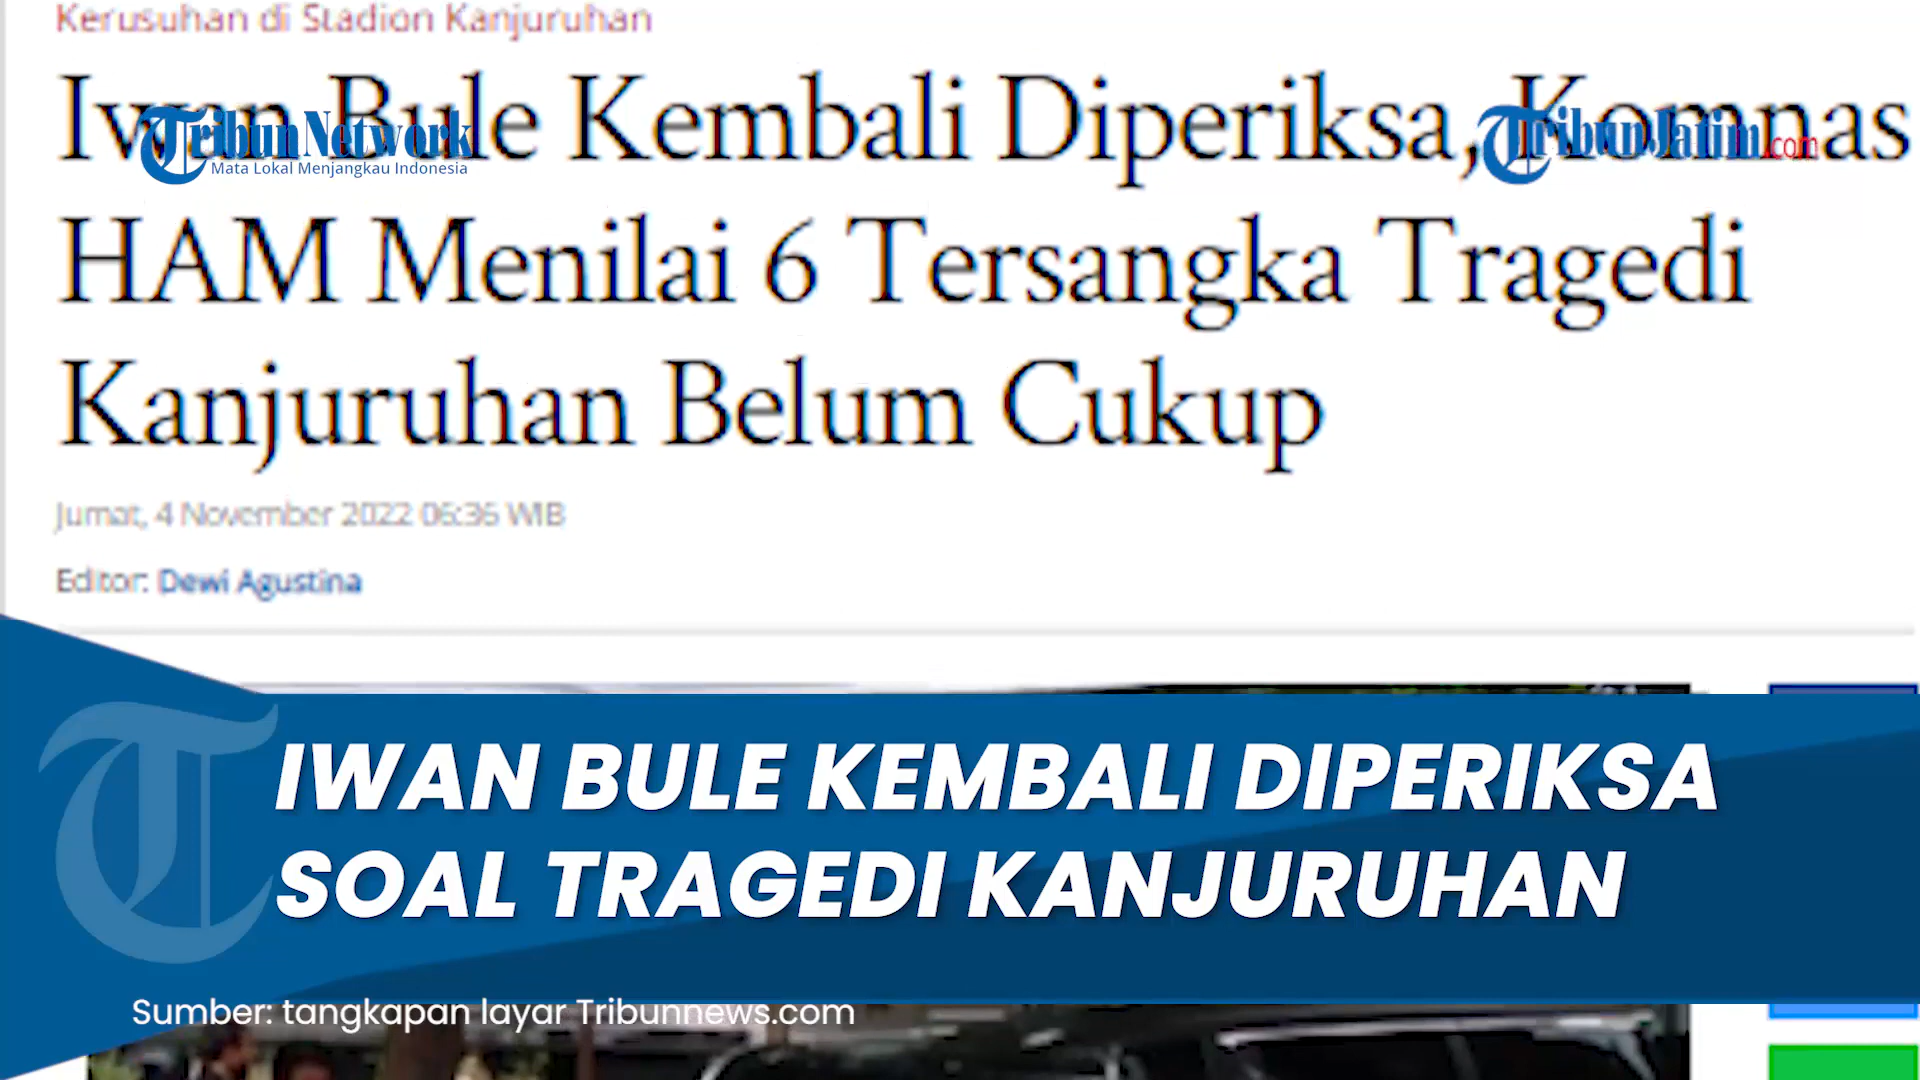 Kerusuhan di Stadion Kanjuruhan
Iwan Bule Kembali Diperiksa, Komnas
HAM Menilai 6 Tersangka Tragedi
Kanjuruhan Belum Cukup
Tribun Network
Mata Lokal Menjangkau Indonesia
TribunJatim.com
Jumat, 4 November 2022 06:36 WIB
Editor: Dewi Agustina
IWAN BULE KEMBALI DIPERIKSA
SOAL TRAGEDI KANJURUHAN
Sumber: tangkapan layar Tribunnews.com